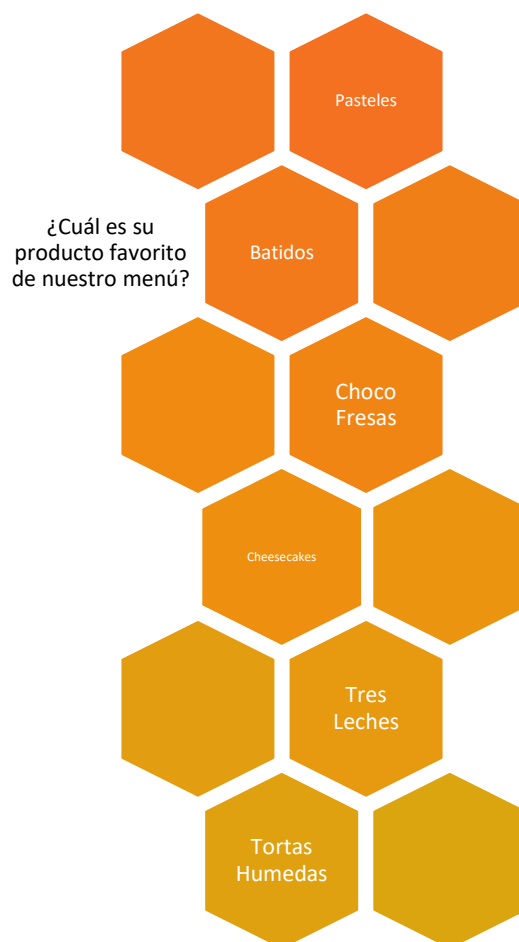 Pasteles
¿Cuál es su
producto favorito
de nuestro menú?
Batidos
Choco
Fresas
Cheesecakes
Tres
Leches
Tortas
Humedas